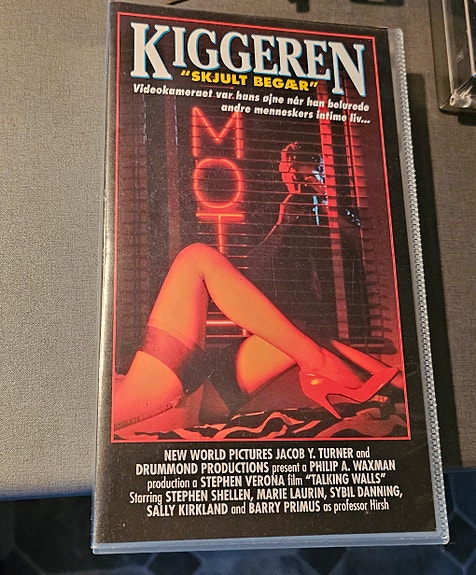 KIGGEREN
"SKJULT BEGÆR"
Videokameraet var hans øjne når han belurede
andre menneskers intime liv...
MOT
NEW WORLD PICTURES JACOB Y. TURNER and
DRUMMOND PRODUCTIONS present a PHILIP A. WAXMAN
production a STEPHEN VERONA film "TALKING WALLS"
Starring STEPHEN SHELLEN, MARIE LAURIN, SYBIL DANNING,
SALLY KIRKLAND and BARRY PRIMUS as professor Hirsh